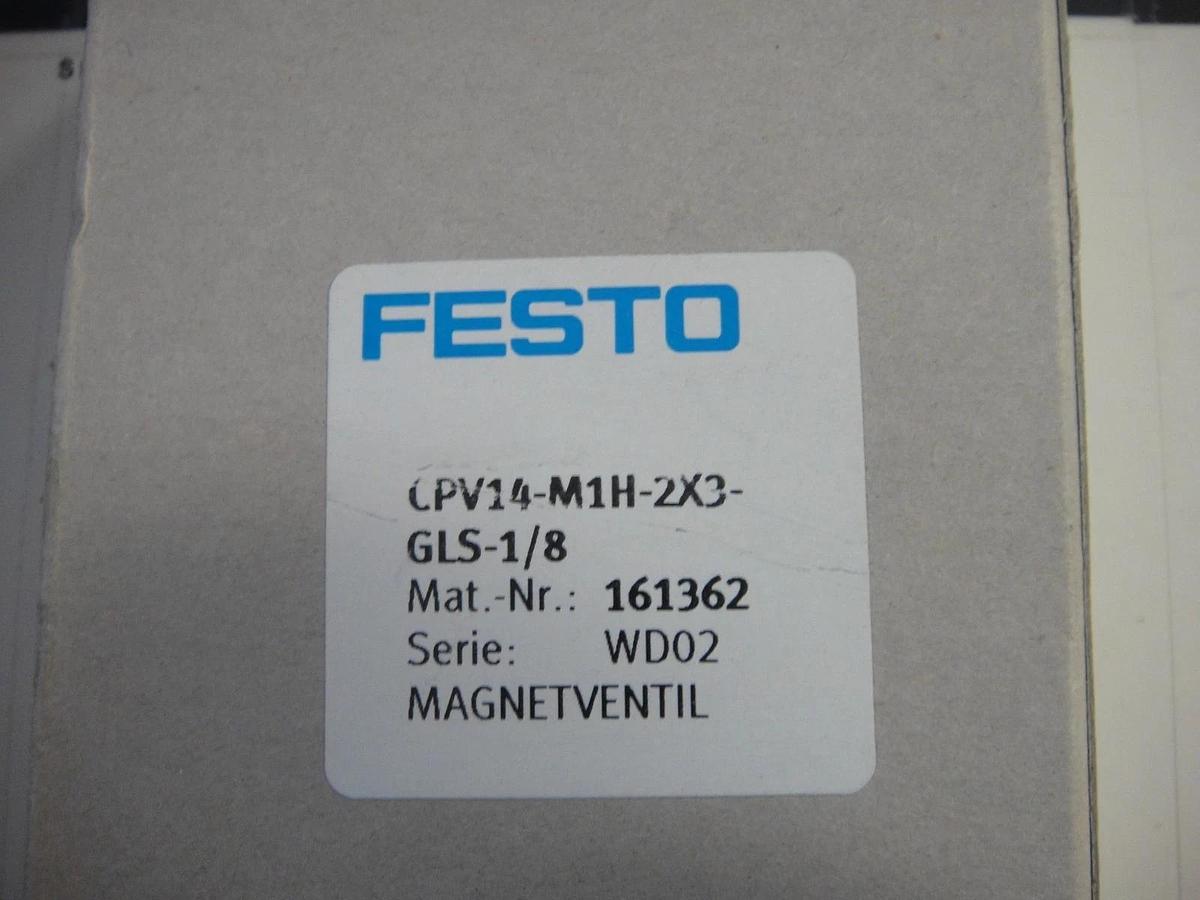 S
FESTO
CPV14-M1H-2X3-
GLS-1/8
Mat.-Nr.: 161362
Serie: WD02
MAGNETVENTIL